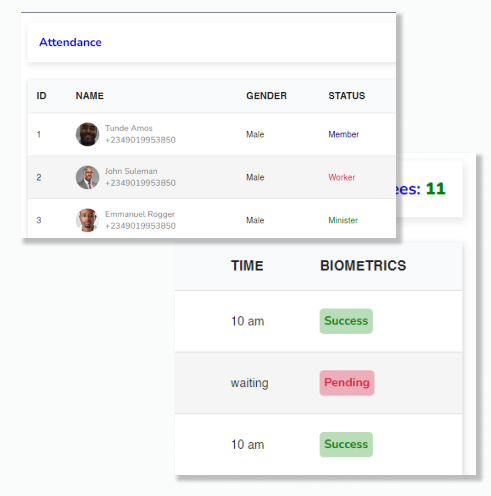 Attendance
ID NAME GENDER STATUS
1 Tunde Amos Male Member
+2349019953850
2 John Suleman Male Worker
+2349019953850
3 Emmanuel Rogger Male Minister
+2349019953850
ees: 11
TIME BIOMETRICS
10 am Success
waiting Pending
10 am Success